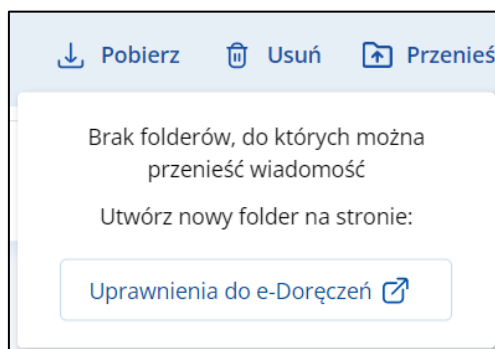 Pobierz Usuń Przenieś
Brak folderów, do których można
przenieść wiadomość
Utwórz nowy folder na stronie:
Uprawnienia do e-Doręczeń